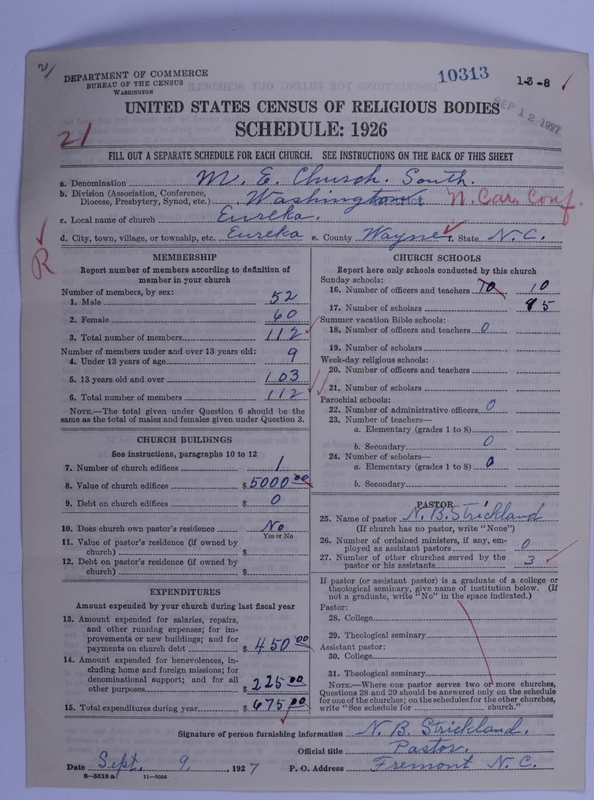 21
DEPARTMENT OF COMMERCE
BUREAU OF THE CENSUS
WASHINGTON
10313
1-3-8
SEP 12 1927
UNITED STATES CENSUS OF RELIGIOUS BODIES
SCHEDULE: 1926
21
FILL OUT A SEPARATE SCHEDULE FOR EACH CHURCH. SEE INSTRUCTIONS ON THE BACK OF THIS SHEET
a. Denomination M. E. Church. South.
b. Division (Association, Conference, Diocese, Presbytery, Synod, etc.) Washington N. Car. Conf.
c. Local name of church Eureka.
d. City, town, village, or township, etc. Eureka e. County Wayne f. State N. C.
R
MEMBERSHIP
Report number of members according to definition of member in your church
Number of members, by sex:
1. Male 52
2. Female 60
3. Total number of members 112
Number of members under and over 13 years old:
4. Under 13 years of age 9
5. 13 years old and over 103
6. Total number of members 112
NOTE.—The total given under Question 6 should be the same as the total of males and females given under Question 3.
CHURCH BUILDINGS
See instructions, paragraphs 10 to 12
7. Number of church edifices 1
8. Value of church edifices $5000 00
9. Debt on church edifices $ 0
10. Does church own pastor's residence No
Yes or No
11. Value of pastor's residence (if owned by church) $
12. Debt on pastor's residence (if owned by church) $
EXPENDITURES
Amount expended by your church during last fiscal year
13. Amount expended for salaries, repairs, and other running expenses; for improvements or new buildings; and for payments on church debt $ 450 00
14. Amount expended for benevolences, including home and foreign missions; for denominational support; and for all other purposes $ 225 00
15. Total expenditures during year $ 675 00
CHURCH SCHOOLS
Report here only schools conducted by this church
Sunday schools:
16. Number of officers and teachers 10 10
17. Number of scholars 95
Summer vacation Bible schools:
18. Number of officers and teachers 0
19. Number of scholars
Week-day religious schools:
20. Number of officers and teachers
21. Number of scholars
Parochial schools:
22. Number of administrative officers 0
23. Number of teachers—
a. Elementary (grades 1 to 8)
b. Secondary 0
24. Number of scholars—
a. Elementary (grades 1 to 8) 0
b. Secondary
PASTOR
25. Name of pastor N. B. Strickland
(If church has no pastor, write "None")
26. Number of ordained ministers, if any, employed as assistant pastors 0
27. Number of other churches served by the pastor or his assistants 3
If pastor (or assistant pastor) is a graduate of a college or theological seminary, give name of institution below. (If not a graduate, write "No" in the space indicated.)
Pastor:
28. College
29. Theological seminary
Assistant pastor:
30. College
31. Theological seminary
NOTE.—Where one pastor serves two or more churches, Questions 28 and 29 should be answered only on the schedule for one of the churches; on the schedules for the other churches, write "See schedule for church."
Signature of person furnishing information N. B. Strickland.
Official title Pastor.
Date Sept. 9, 1927 P. O. Address Fremont N. C.
6-5518a 11-9034